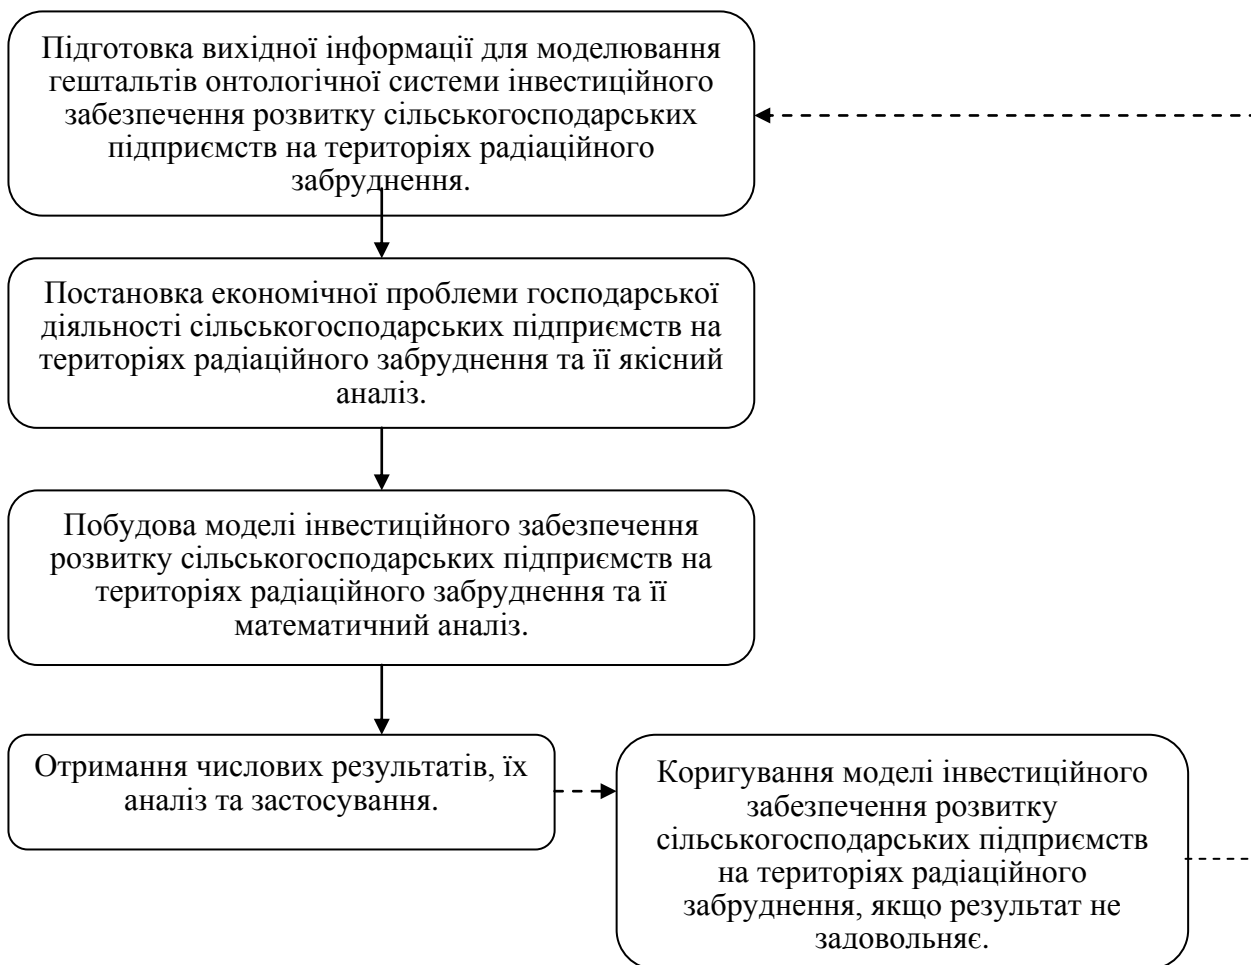 Підготовка вихідної інформації для моделювання
гештальтів онтологічної системи інвестиційного
забезпечення розвитку сільськогосподарських
підприємств на територіях радіаційного
забруднення.
Постановка економічної проблеми господарської
діяльності сільськогосподарських підприємств на
територіях радіаційного забруднення та її якісний
аналіз.
Побудова моделі інвестиційного забезпечення
розвитку сільськогосподарських підприємств на
територіях радіаційного забруднення та її
математичний аналіз.
Отримання числових результатів, їх
аналіз та застосування.
Коригування моделі інвестиційного
забезпечення розвитку
сільськогосподарських підприємств
на територіях радіаційного
забруднення, якщо результат не
задовольняє.